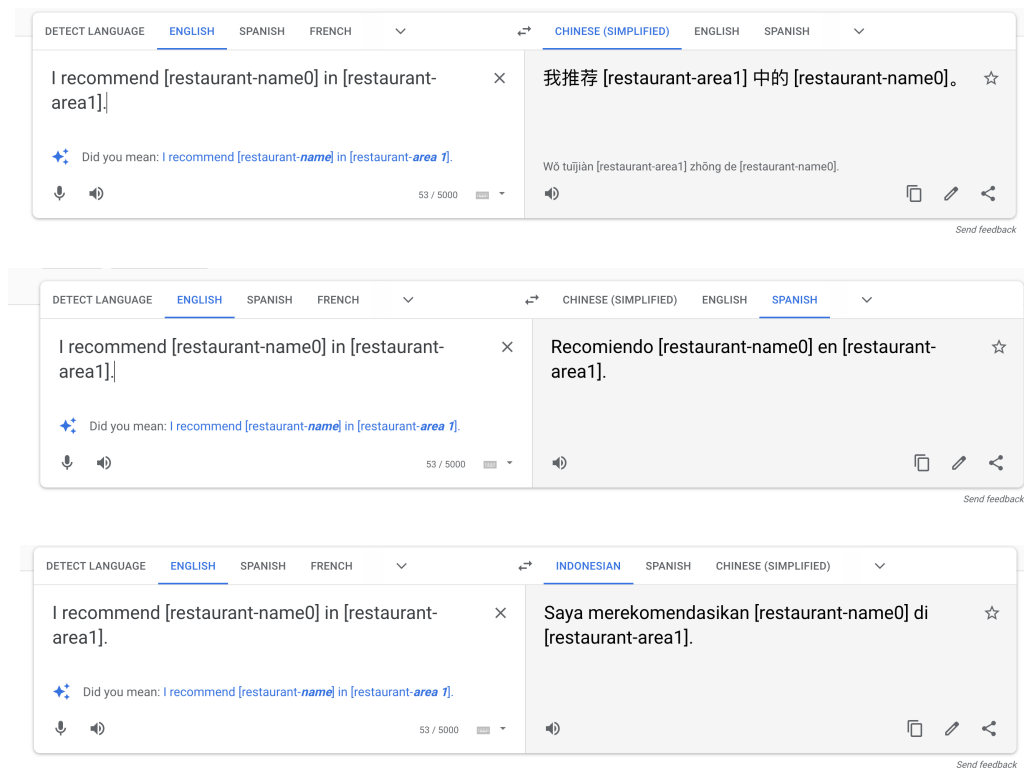 DETECT LANGUAGE ENGLISH SPANISH FRENCH CHINESE (SIMPLIFIED) ENGLISH SPANISH
I recommend [restaurant-name0] in [restaurant-
area1].
Did you mean: I recommend [restaurant-name] in [restaurant-area 1].
53 / 5000
我推荐 [restaurant-area1] 中的 [restaurant-name0]。
Wǒ tuījiàn [restaurant-area1] zhōng de [restaurant-name0].
Send feedback
DETECT LANGUAGE ENGLISH SPANISH FRENCH CHINESE (SIMPLIFIED) ENGLISH SPANISH
I recommend [restaurant-name0] in [restaurant-
area1].
Did you mean: I recommend [restaurant-name] in [restaurant-area 1].
53 / 5000
Recomiendo [restaurant-name0] en [restaurant-
area1].
Send feedback
DETECT LANGUAGE ENGLISH SPANISH FRENCH INDONESIAN SPANISH CHINESE (SIMPLIFIED)
I recommend [restaurant-name0] in [restaurant-
area1].
Did you mean: I recommend [restaurant-name] in [restaurant-area 1].
53 / 5000
Saya merekomendasikan [restaurant-name0] di
[restaurant-area1].
Send feedback